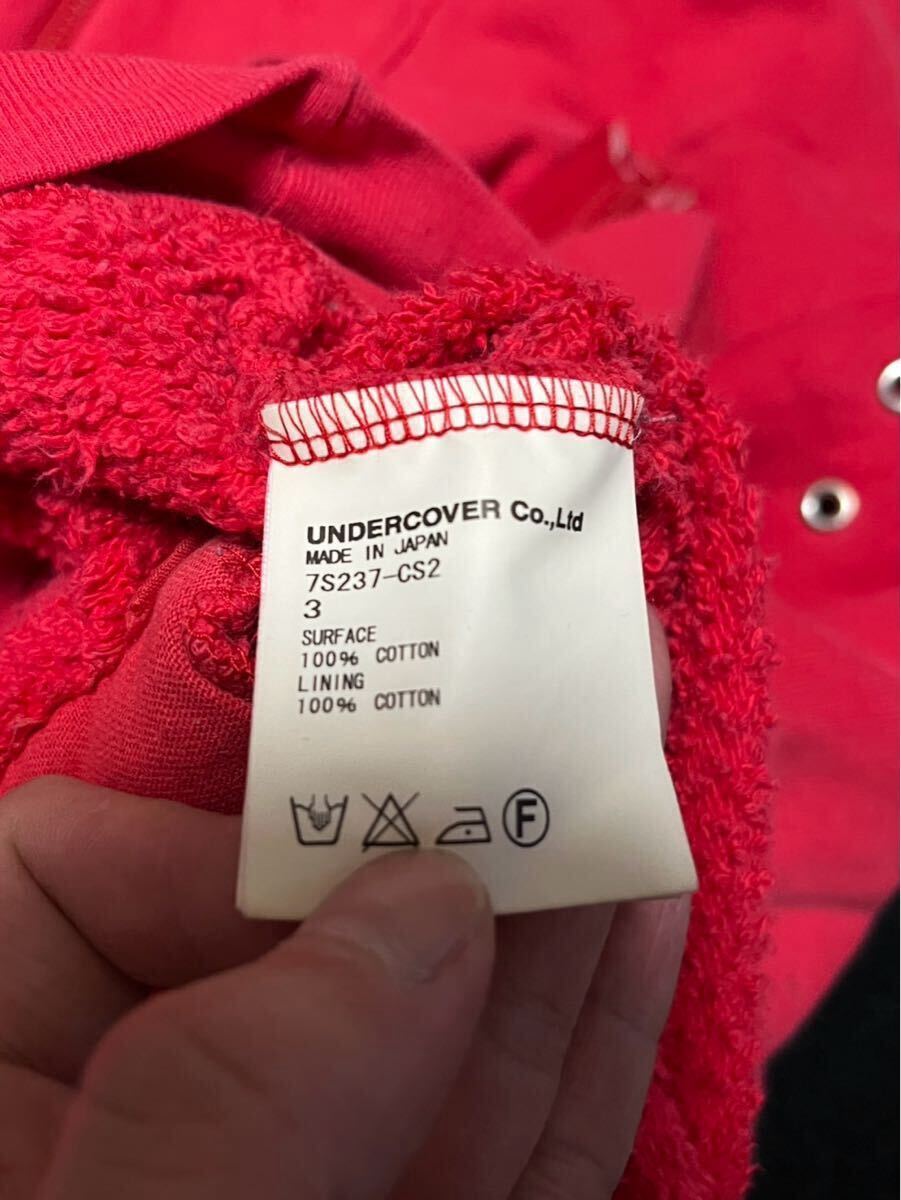 UNDERCOVER Co.,Ltd
MADE IN JAPAN
7S237-CS2
3
SURFACE
100% COTTON
LINING
100% COTTON
F